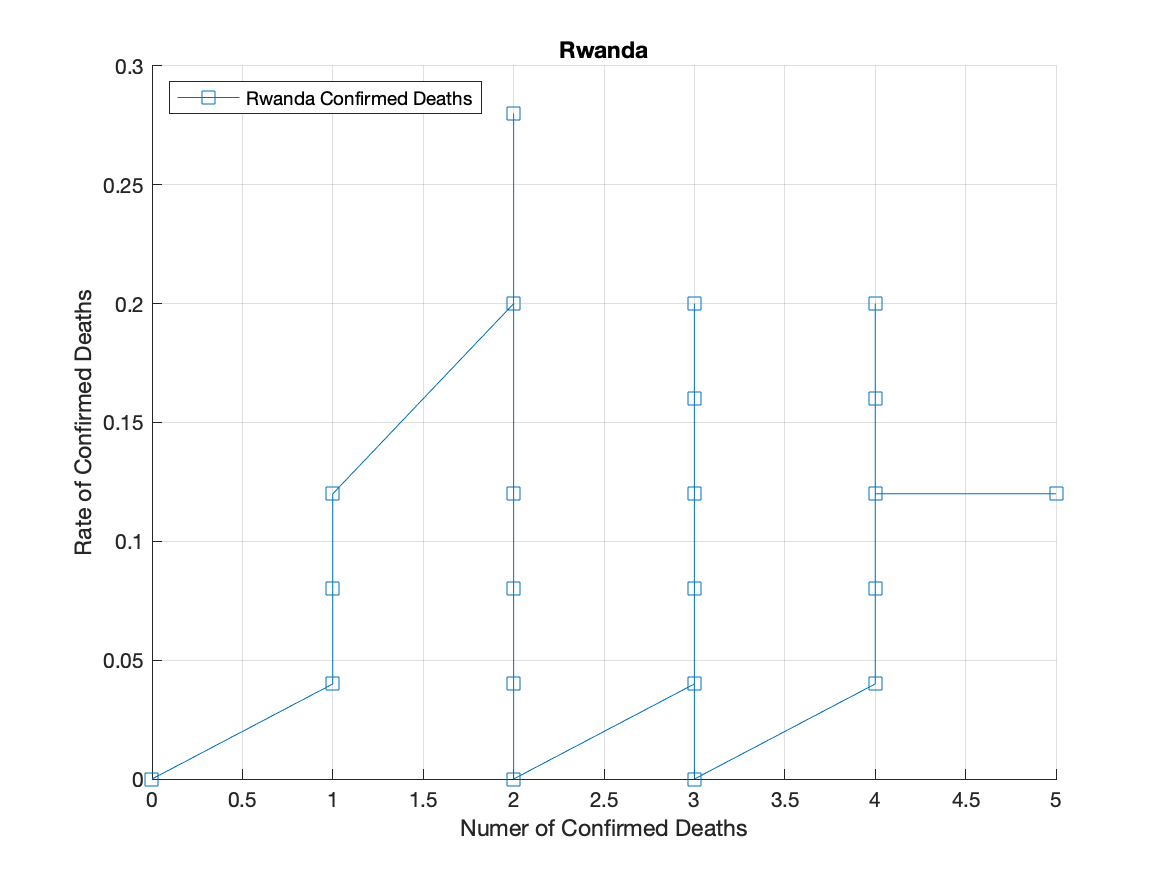 Rwanda
Rwanda Confirmed Deaths
0.3
0.25
0.2
0.15
0.1
0.05
0
Rate of Confirmed Deaths
0 0.5 1 1.5 2 2.5 3 3.5 4 4.5 5
Numer of Confirmed Deaths